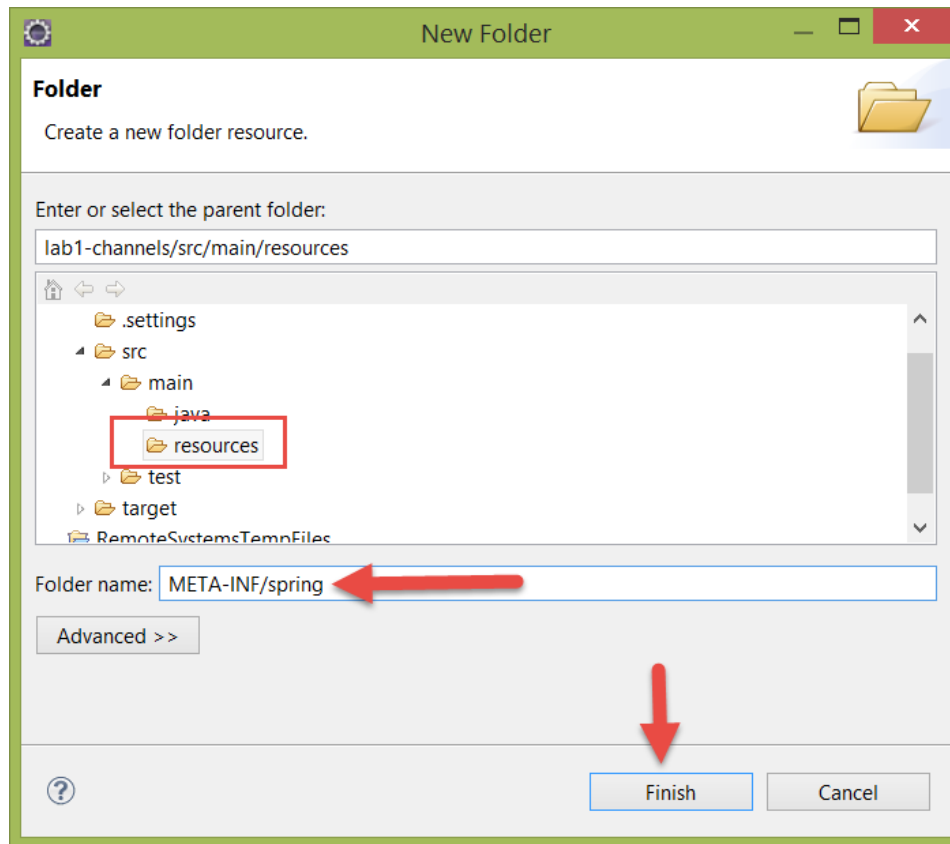 New Folder
Folder
Create a new folder resource.
Enter or select the parent folder:
lab1-channels/src/main/resources
.settings
src
main
java
resources
test
target
RemoteSystemsTempFiles
Folder name: META-INF/spring
Advanced >>
Finish Cancel